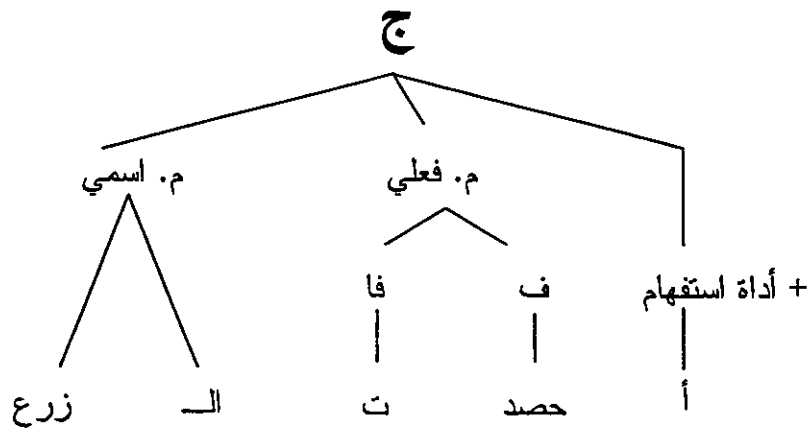 ج
م. فعلي م. اسمي
+ أداة استفهام ف فا
أ حصد ت الـ زرع